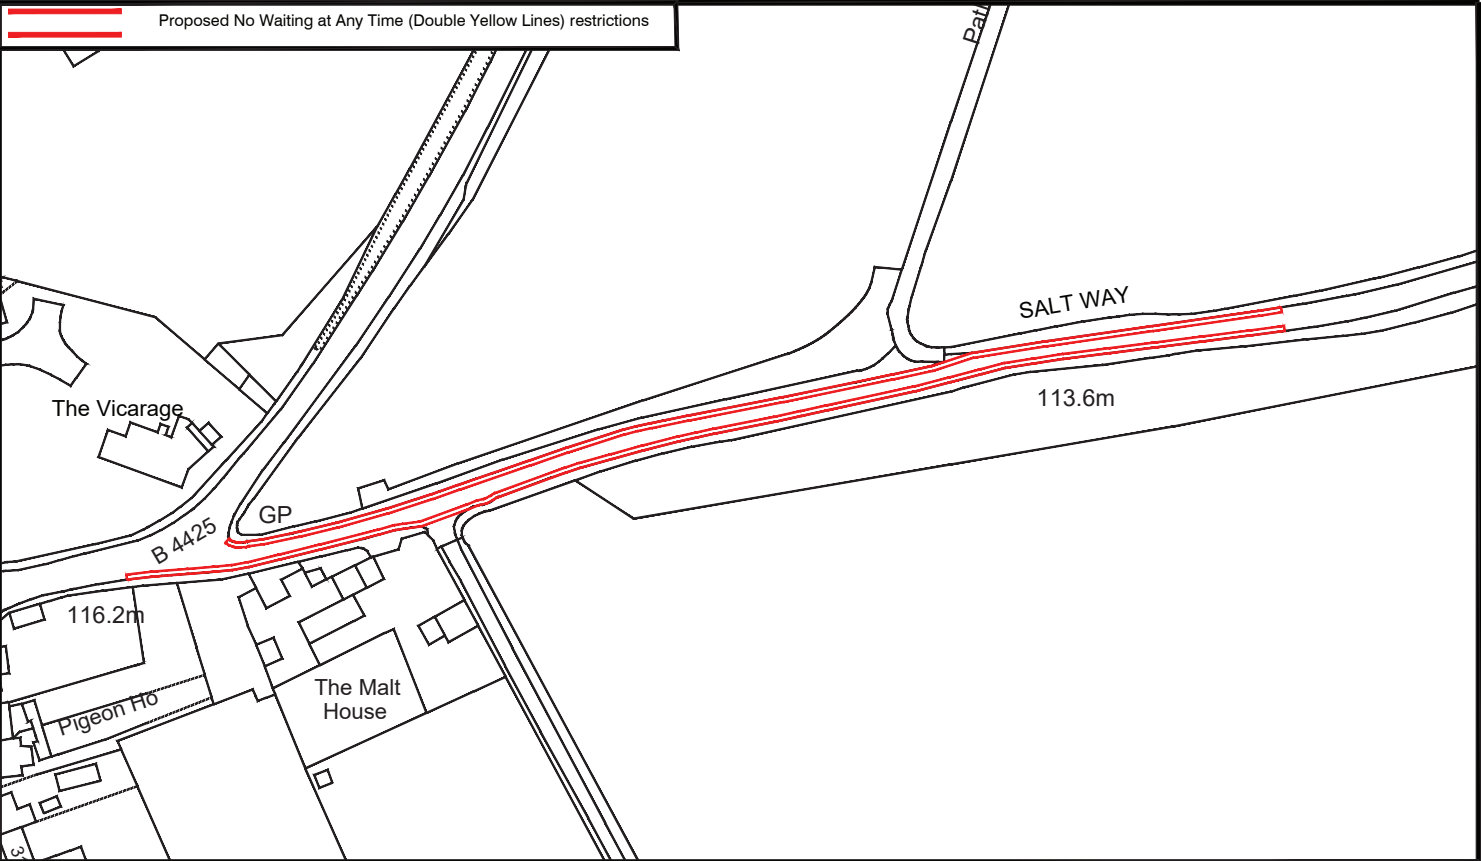 Proposed No Waiting at Any Time (Double Yellow Lines) restrictions
SALT WAY
113.6m
The Vicarage
GP
B 4425
116.2m
The Malt
House
Pigeon Ho